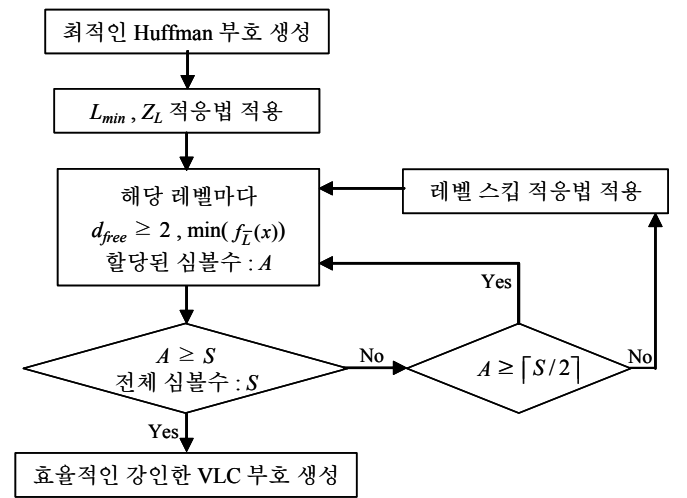 최적인 Huffman 부호 생성
L_min , Z_L 적응법 적용
해당 레벨마다
d_free ≥ 2 , min( f_L̅(x))
할당된 심볼수 : A
레벨 스킵 적응법 적용
Yes
A ≥ S
전체 심볼수 : S
No
A ≥ ⌈S/2⌉
No
Yes
효율적인 강인한 VLC 부호 생성